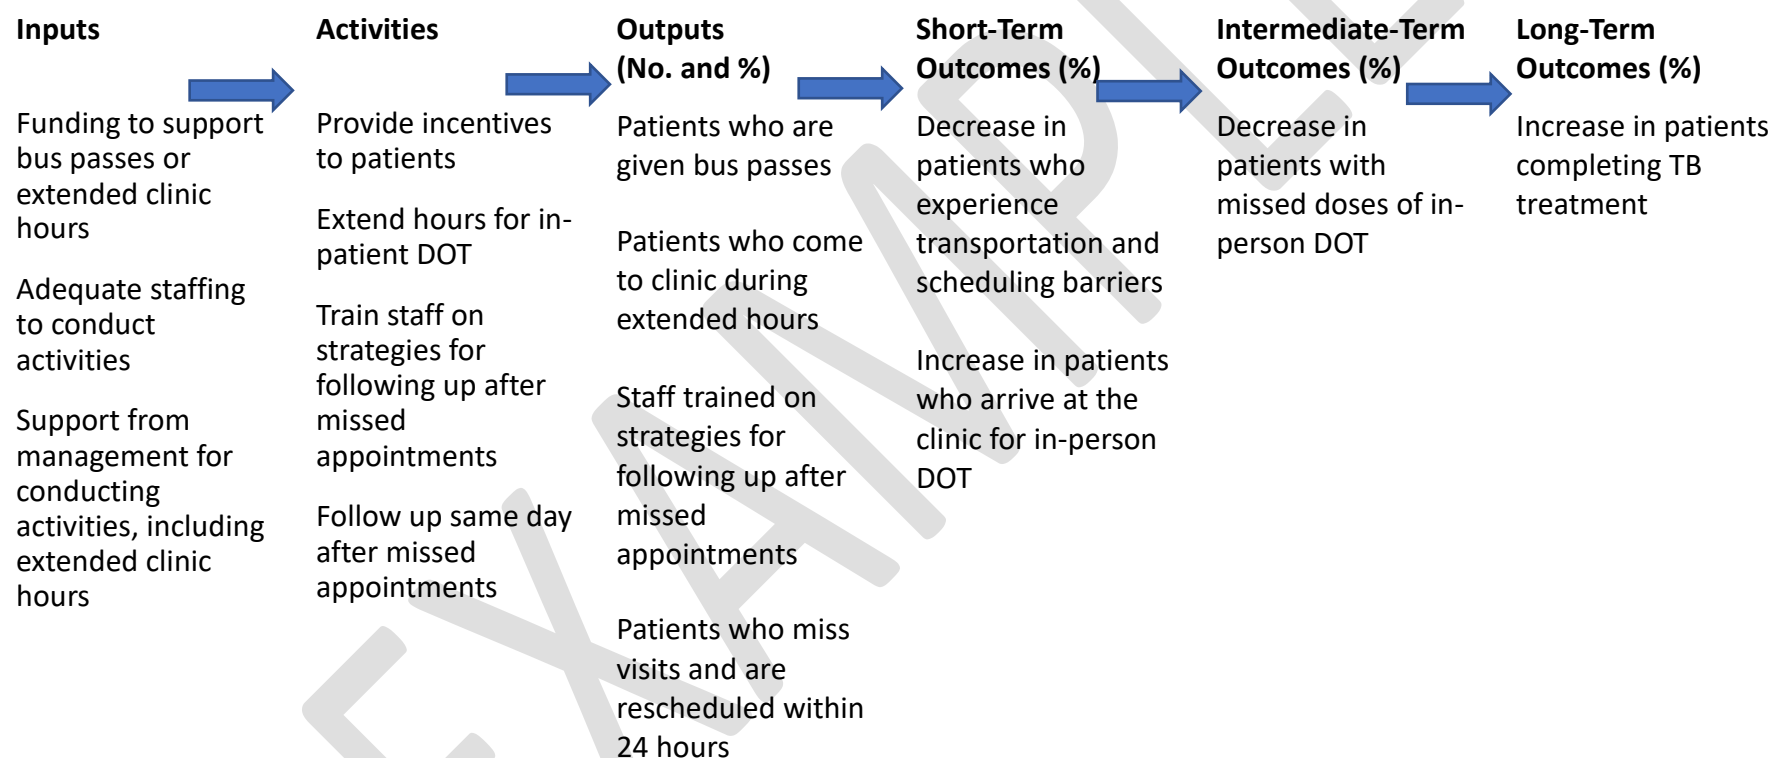 Inputs
Funding to support
bus passes or
extended clinic
hours
Adequate staffing
to conduct
activities
Support from
management for
conducting
activities, including
extended clinic
hours
Activities
Provide incentives
to patients
Extend hours for in-
patient DOT
Train staff on
strategies for
following up after
missed
appointments
Follow up same day
after missed
appointments
Outputs
(No. and %)
Patients who are
given bus passes
Patients who come
to clinic during
extended hours
Staff trained on
strategies for
following up after
missed
appointments
Patients who miss
visits and are
rescheduled within
24 hours
Short-Term
Outcomes (%)
Decrease in
patients who
experience
transportation and
scheduling barriers
Increase in patients
who arrive at the
clinic for in-person
DOT
Intermediate-Term
Outcomes (%)
Decrease in
patients with
missed doses of in-
person DOT
Long-Term
Outcomes (%)
Increase in patients
completing TB
treatment
EXAMPLE